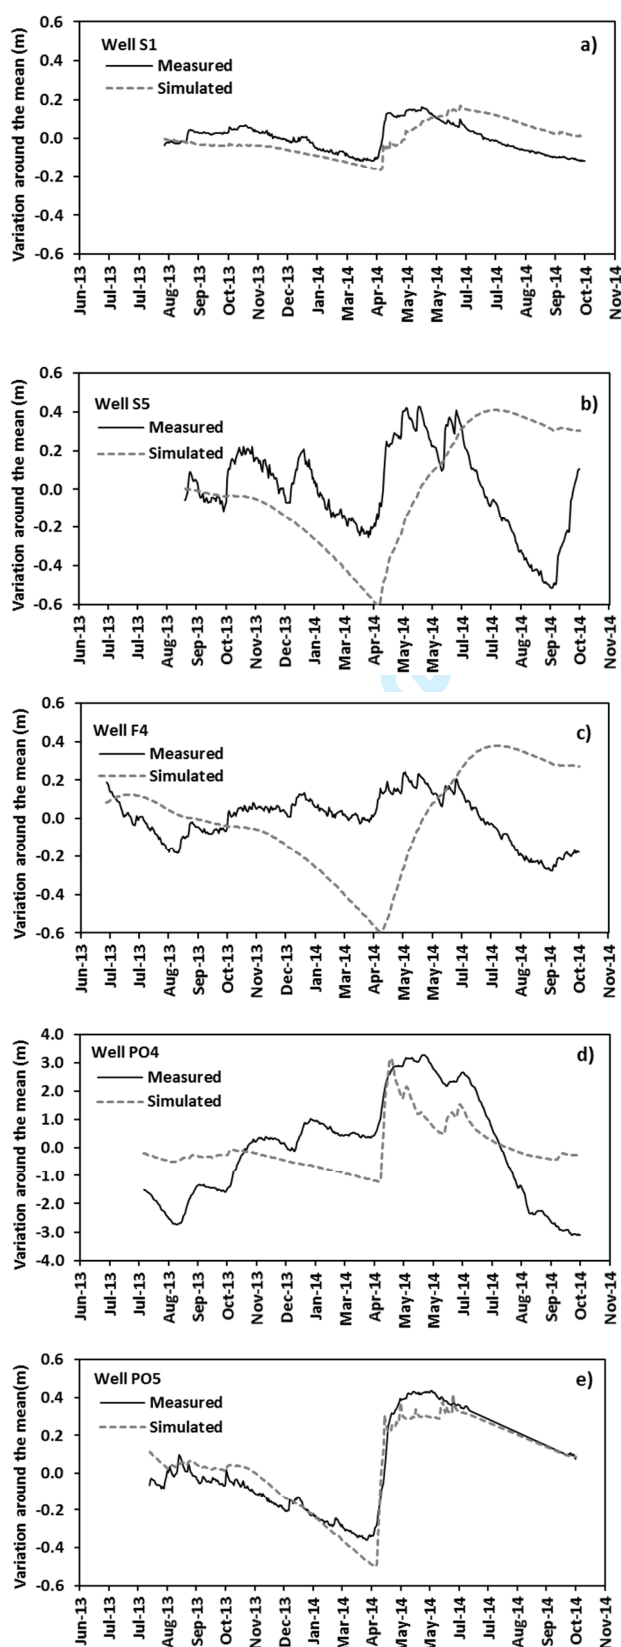 Variation around the mean (m)
0.6
0.4
0.2
0.0
-0.2
-0.4
-0.6
Well S1
a)
Measured
Simulated
Jun-13
Jul-13
Jul-13
Aug-13
Sep-13
Oct-13
Nov-13
Dec-13
Jan-14
Mar-14
Apr-14
May-14
May-14
Jul-14
Jul-14
Aug-14
Sep-14
Oct-14
Nov-14
Variation around the mean (m)
0.6
0.4
0.2
0.0
-0.2
-0.4
-0.6
Well S5
b)
Measured
Simulated
Jun-13
Jul-13
Jul-13
Aug-13
Sep-13
Oct-13
Nov-13
Dec-13
Jan-14
Mar-14
Apr-14
May-14
May-14
Jul-14
Jul-14
Aug-14
Sep-14
Oct-14
Nov-14
Variation around the mean (m)
0.6
0.4
0.2
0.0
-0.2
-0.4
-0.6
Well F4
c)
Measured
Simulated
Jun-13
Jul-13
Jul-13
Aug-13
Sep-13
Oct-13
Nov-13
Dec-13
Jan-14
Mar-14
Apr-14
May-14
May-14
Jul-14
Jul-14
Aug-14
Sep-14
Oct-14
Nov-14
Variation around the mean (m)
4.0
3.0
2.0
1.0
0.0
-1.0
-2.0
-3.0
-4.0
Well PO4
d)
Measured
Simulated
Jun-13
Jul-13
Jul-13
Aug-13
Sep-13
Oct-13
Nov-13
Dec-13
Jan-14
Mar-14
Apr-14
May-14
May-14
Jul-14
Jul-14
Aug-14
Sep-14
Oct-14
Nov-14
Variation around the mean(m)
0.6
0.4
0.2
0.0
-0.2
-0.4
-0.6
Well PO5
e)
Measured
Simulated
Jun-13
Jul-13
Jul-13
Aug-13
Sep-13
Oct-13
Nov-13
Dec-13
Jan-14
Mar-14
Apr-14
May-14
May-14
Jul-14
Jul-14
Aug-14
Sep-14
Oct-14
Nov-14